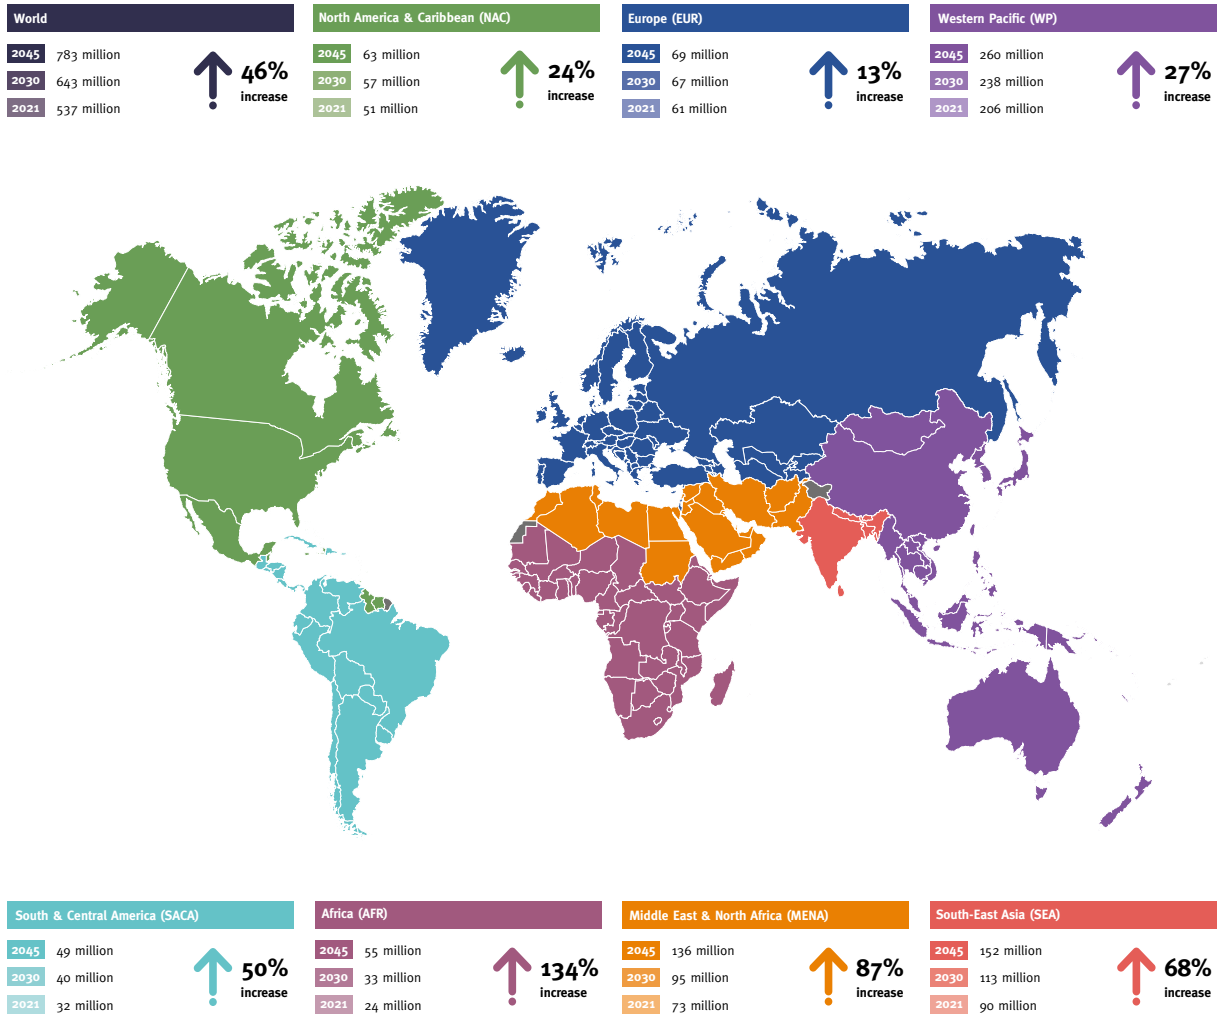 World
2045 783 million
2030 643 million
2021 537 million
46%
increase
North America & Caribbean (NAC)
2045 63 million
2030 57 million
2021 51 million
24%
increase
Europe (EUR)
2045 69 million
2030 67 million
2021 61 million
13%
increase
Western Pacific (WP)
2045 260 million
2030 238 million
2021 206 million
27%
increase
South & Central America (SACA)
2045 49 million
2030 40 million
2021 32 million
50%
increase
Africa (AFR)
2045 55 million
2030 33 million
2021 24 million
134%
increase
Middle East & North Africa (MENA)
2045 136 million
2030 95 million
2021 73 million
87%
increase
South-East Asia (SEA)
2045 152 million
2030 113 million
2021 90 million
68%
increase